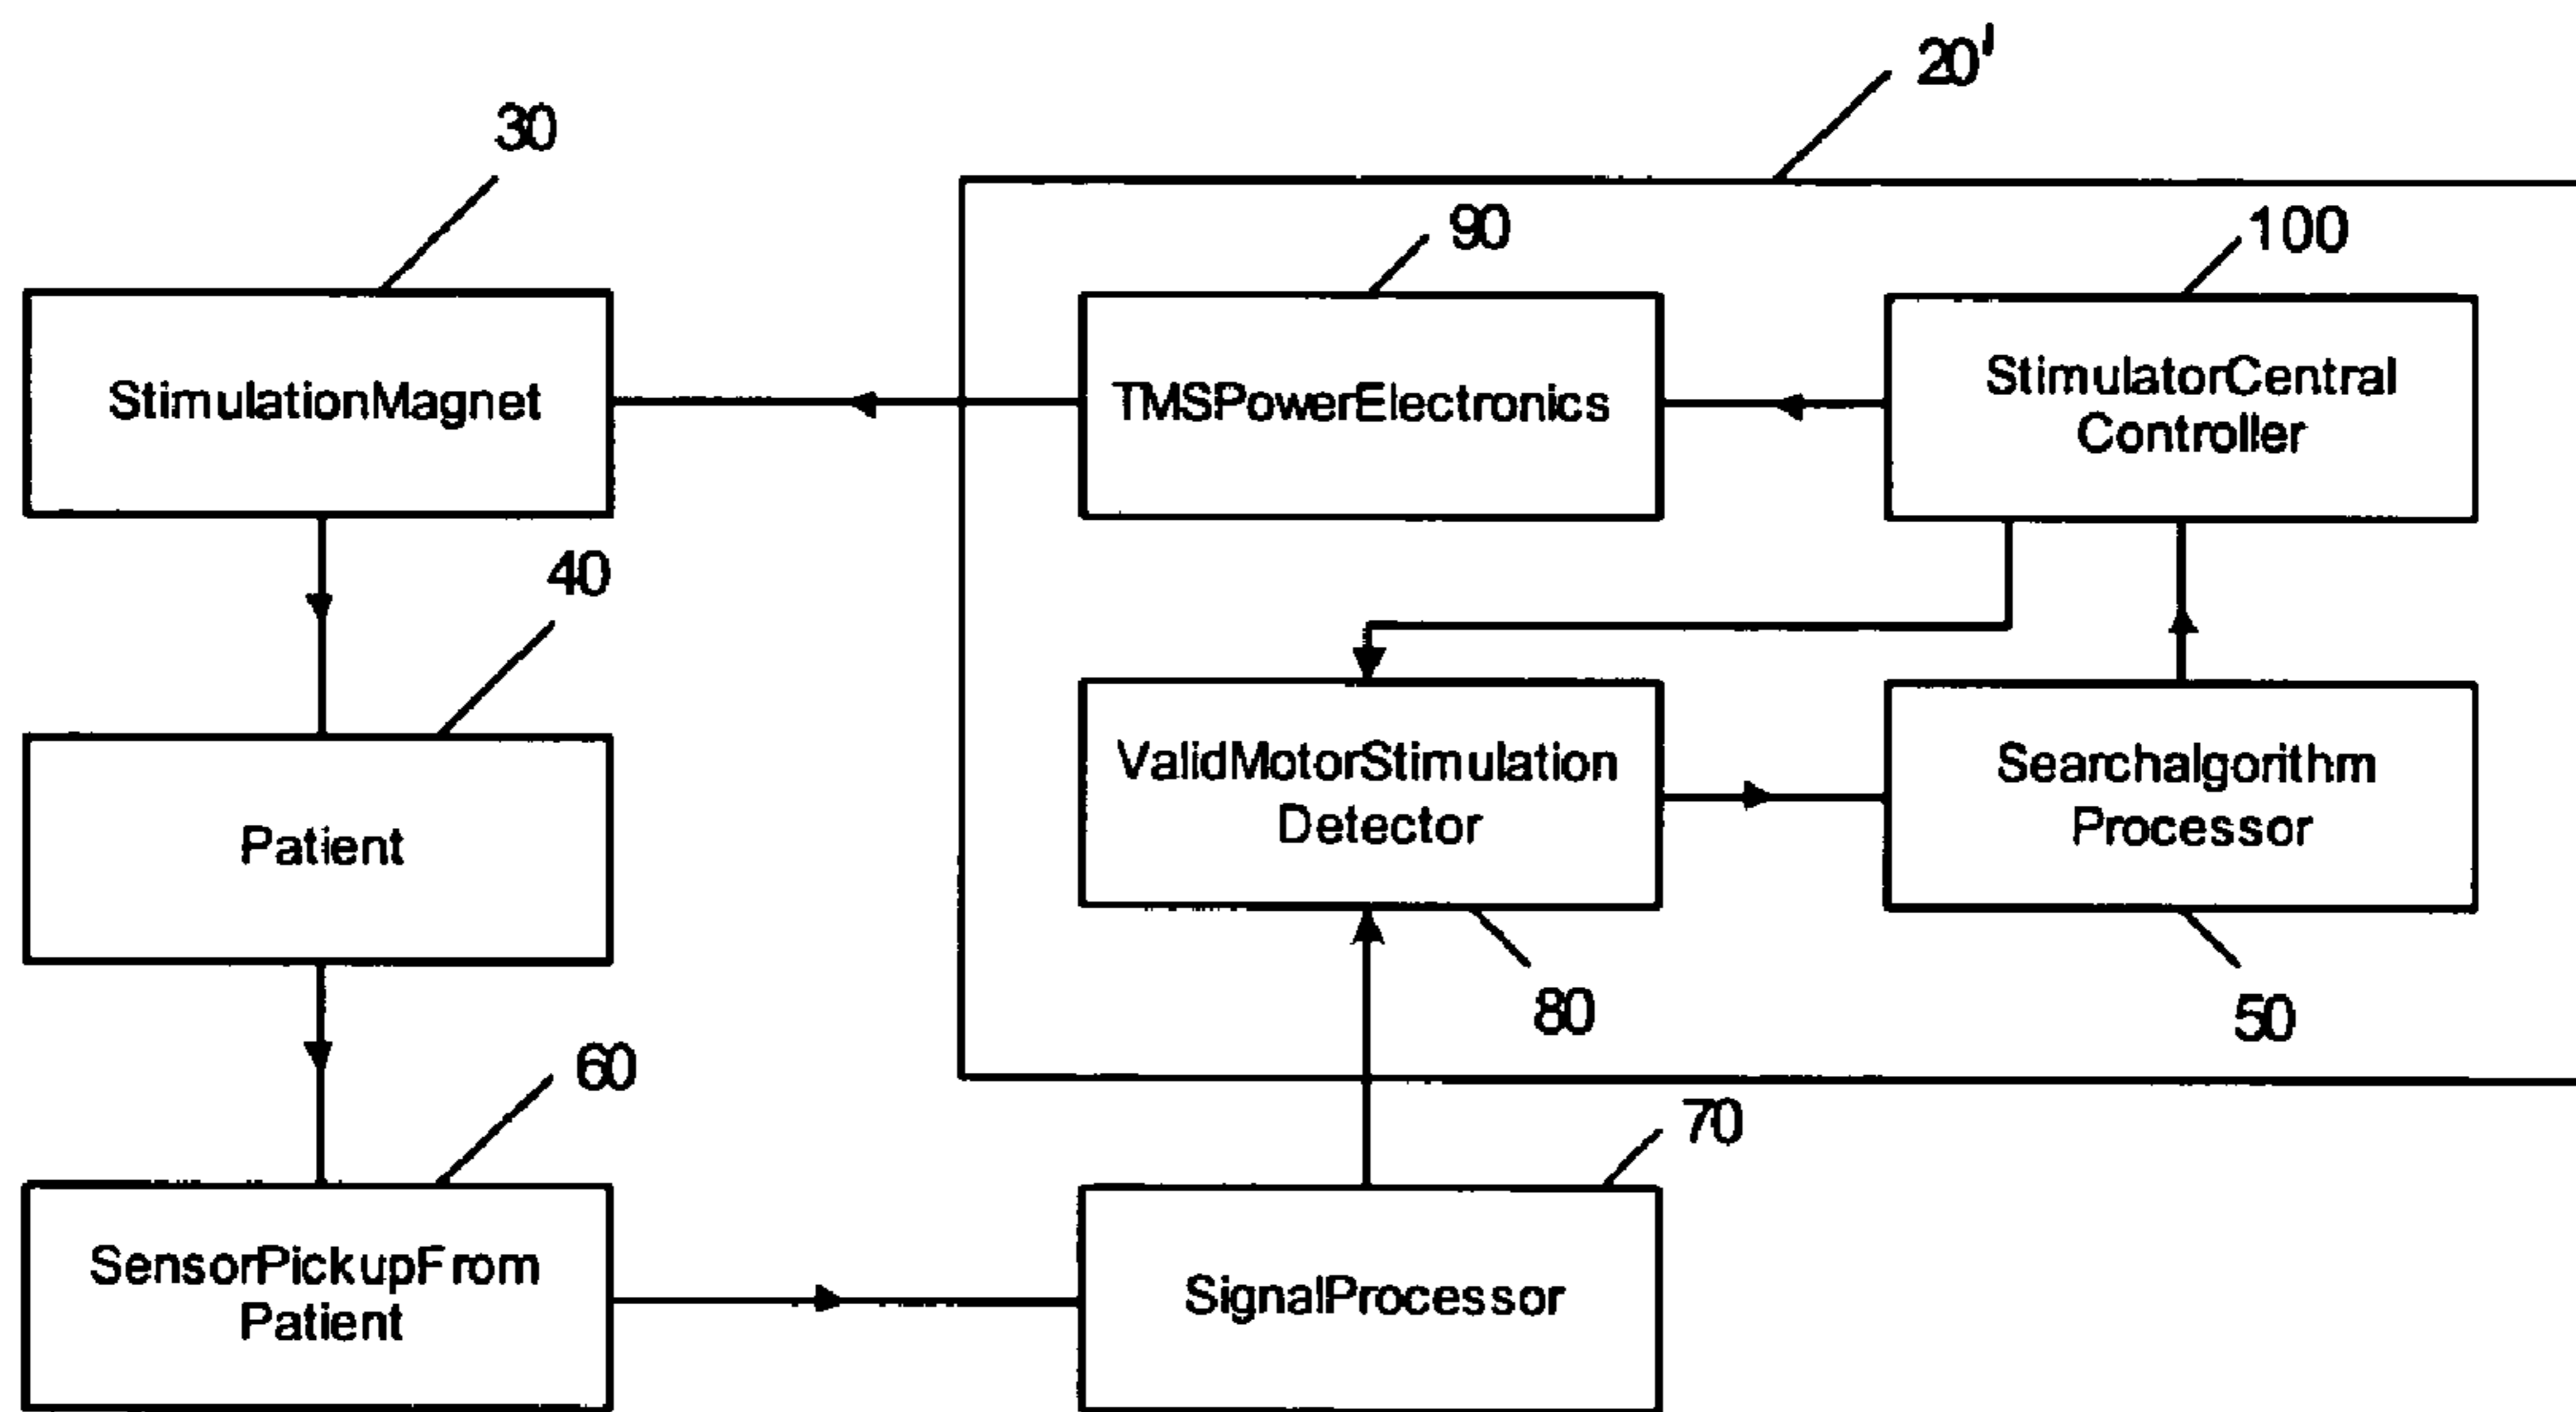 20'
30
90
100
StimulationMagnet
TMSPowerElectronics
StimulatorCentral
Controller
40
Patient
ValidMotorStimulation
Detector
Searchalgorithm
Processor
80
50
60
70
SensorPickupFrom
Patient
SignalProcessor